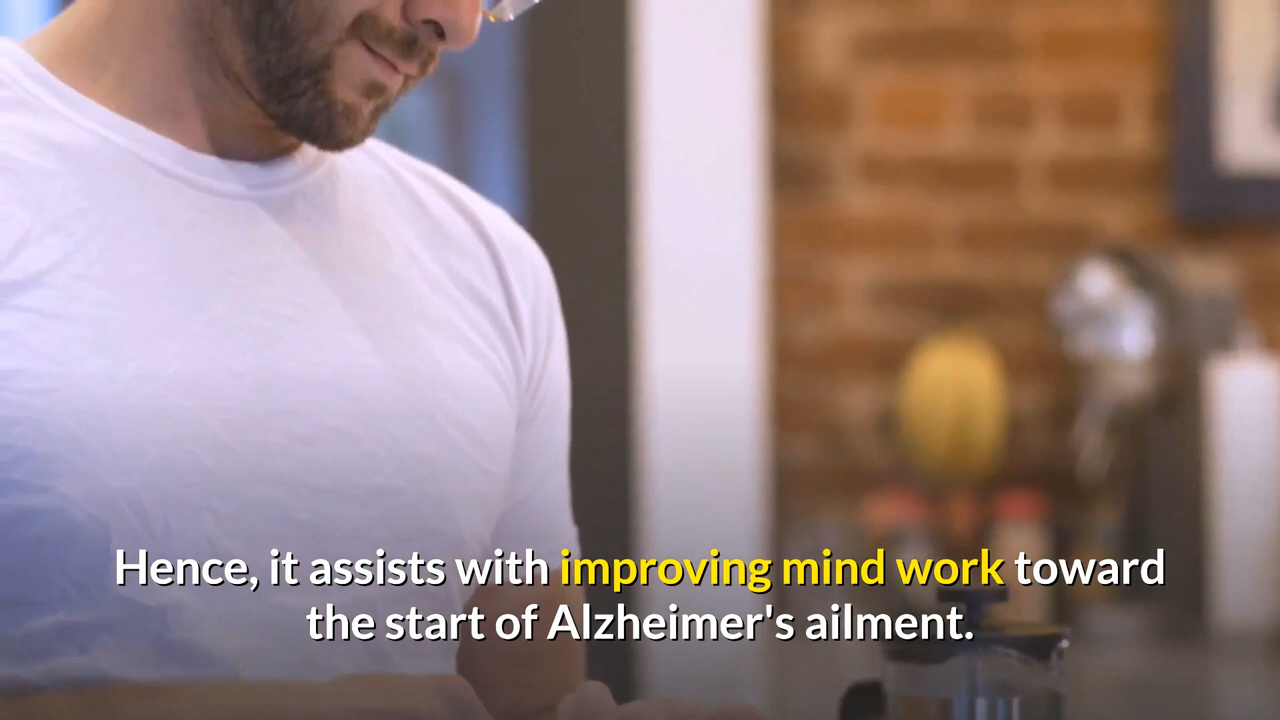 Hence, it assists with improving mind work toward
the start of Alzheimer's ailment.